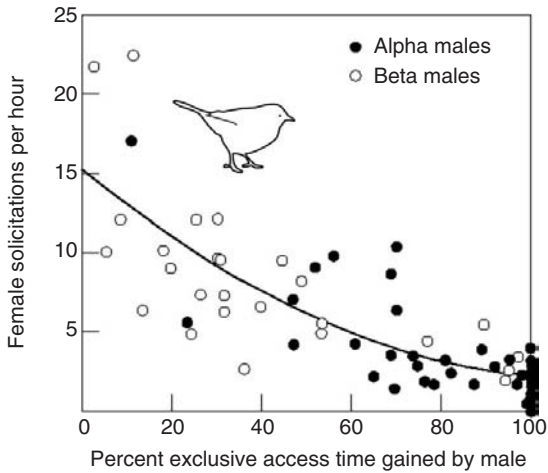 25
20
15
10
5
Female solicitations per hour
Alpha males
Beta males
0 20 40 60 80 100
Percent exclusive access time gained by male